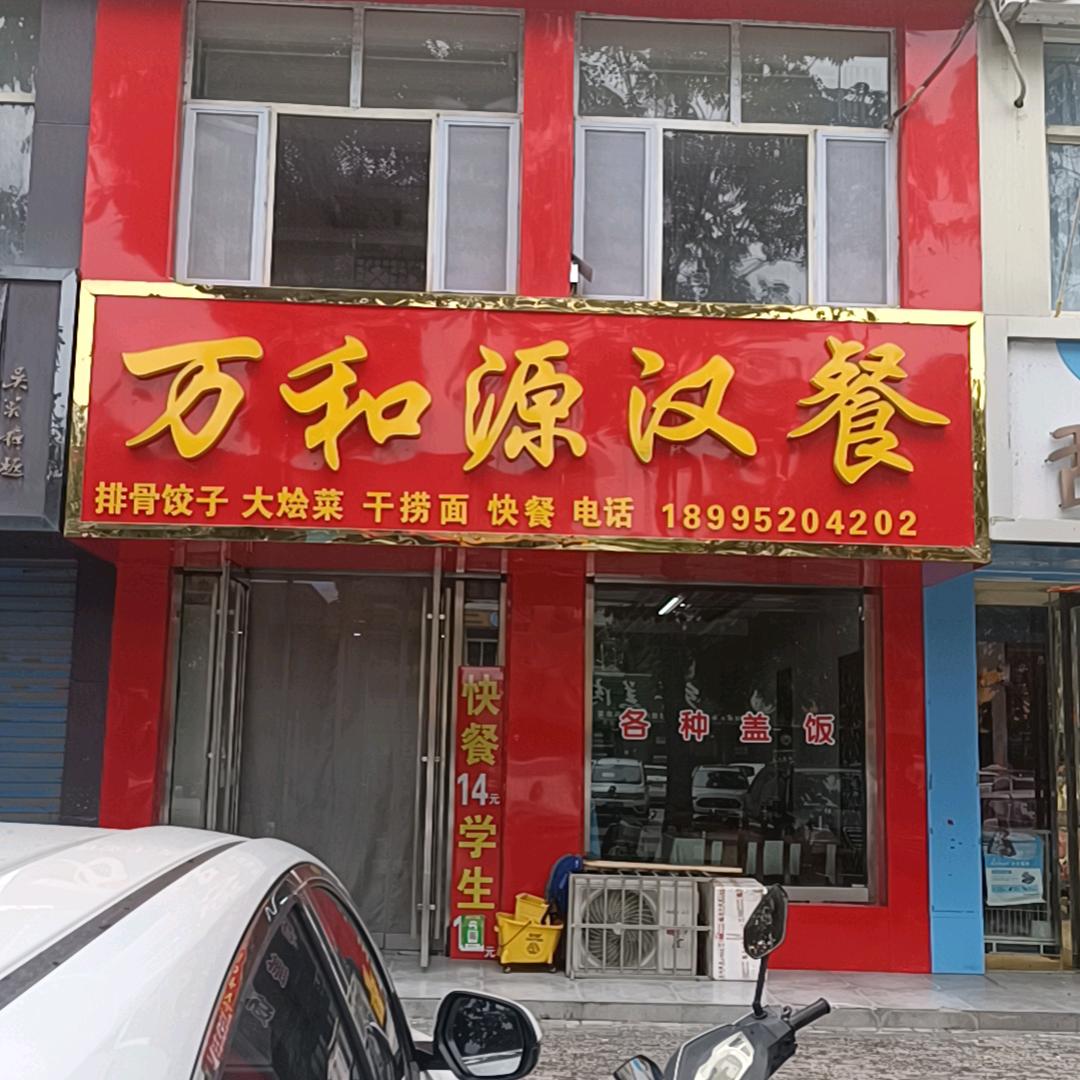 万和源汉餐
排骨饺子 大烩菜 干捞面 快餐 电话 18995204202
快餐
14元
学生
元
各种盖饭